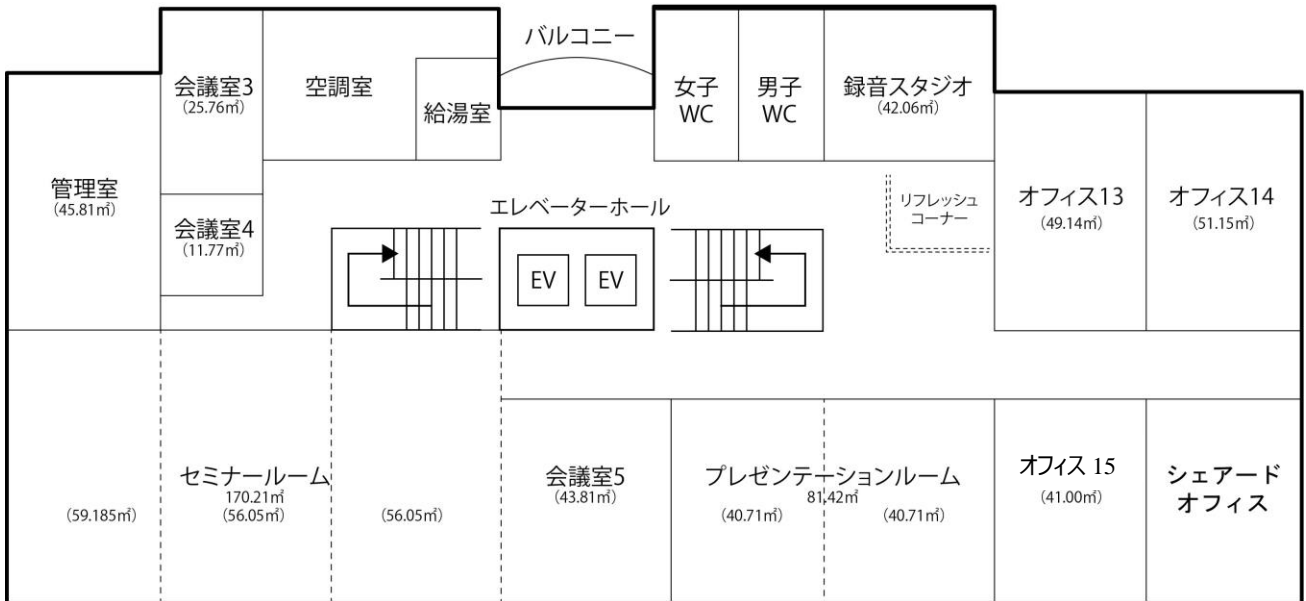 バルコニー
会議室3
(25.76㎡)
空調室
給湯室
女子
WC
男子
WC
録音スタジオ
(42.06㎡)
管理室
(45.81㎡)
会議室4
(11.77㎡)
エレベーターホール
EV
EV
リフレッシュ
コーナー
オフィス13
(49.14㎡)
オフィス14
(51.15㎡)
セミナールーム
170.21㎡
(59.185㎡)
(56.05㎡)
(56.05㎡)
会議室5
(43.81㎡)
プレゼンテーションルーム
81.42㎡
(40.71㎡)
(40.71㎡)
オフィス 15
(41.00㎡)
シェアード
オフィス